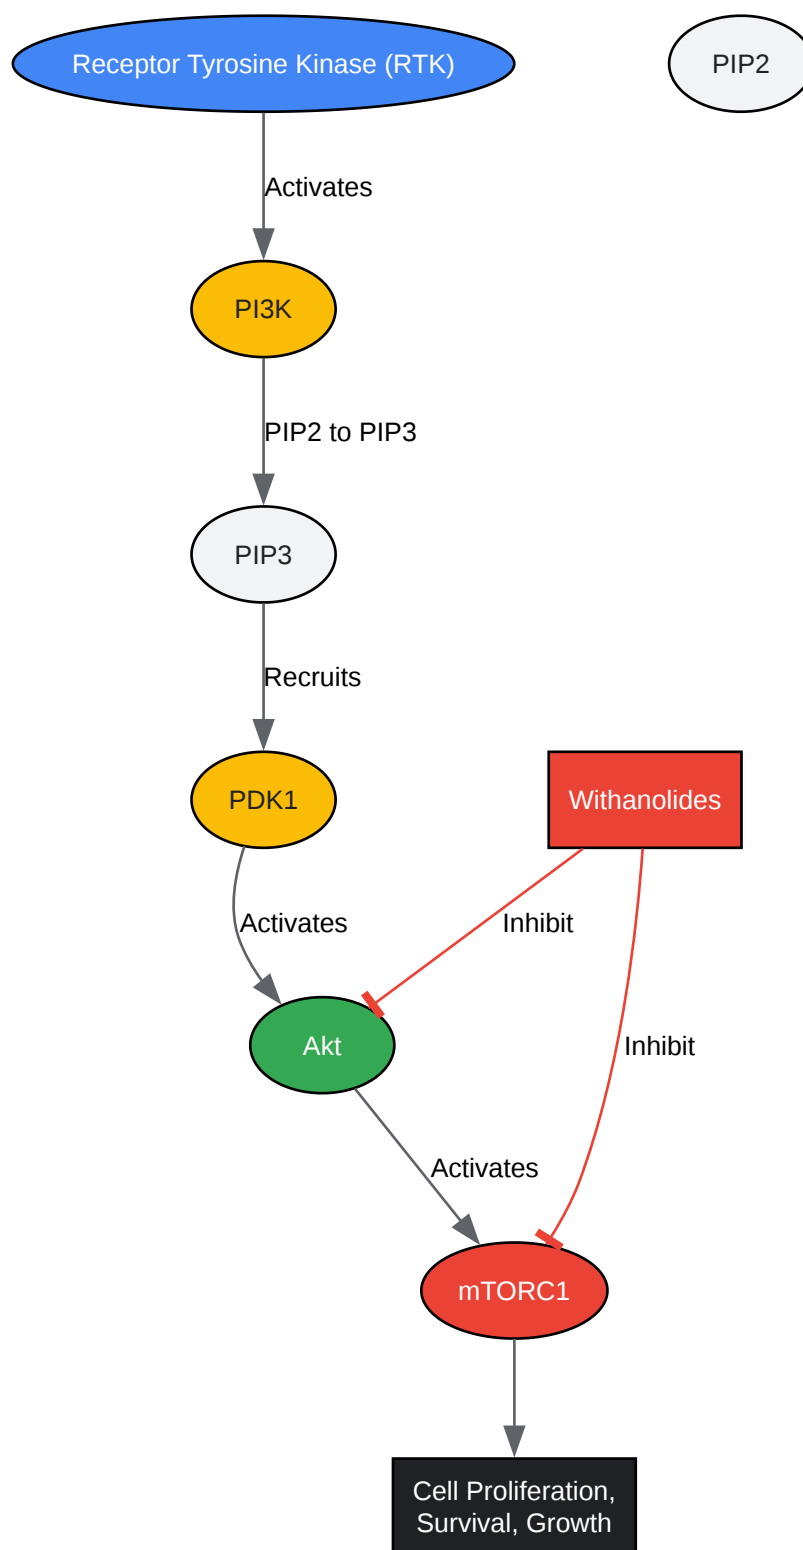 Receptor Tyrosine Kinase (RTK)
PIP2
Activates
PI3K
PIP2 to PIP3
PIP3
Recruits
PDK1
Withanolides
Activates
Inhibit
Akt
Inhibit
Activates
mTORC1
Cell Proliferation,
Survival, Growth